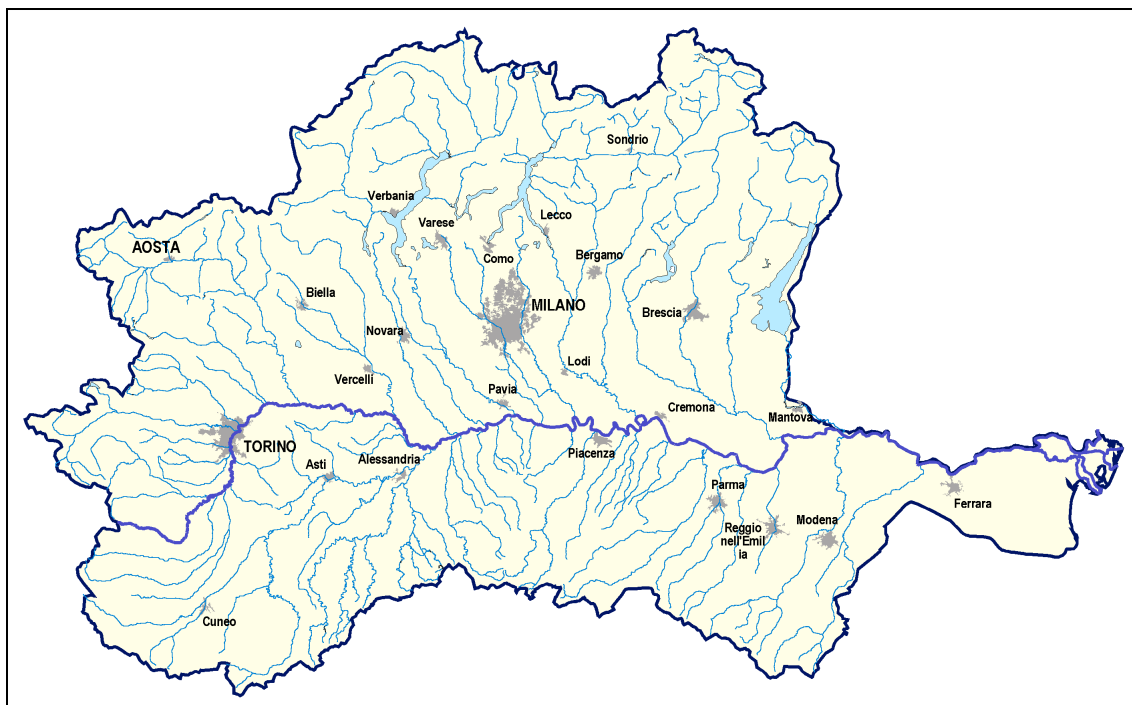 Sondrio
Verbania
Varese
Lecco
AOSTA
Como
Bergamo
Biella
MILANO
Brescia
Novara
Lodi
Vercelli
Pavia
Cremona
Mantova
TORINO
Piacenza
Asti
Alessandria
Parma
Ferrara
Reggio
nell'Emil
ia
Modena
Cuneo